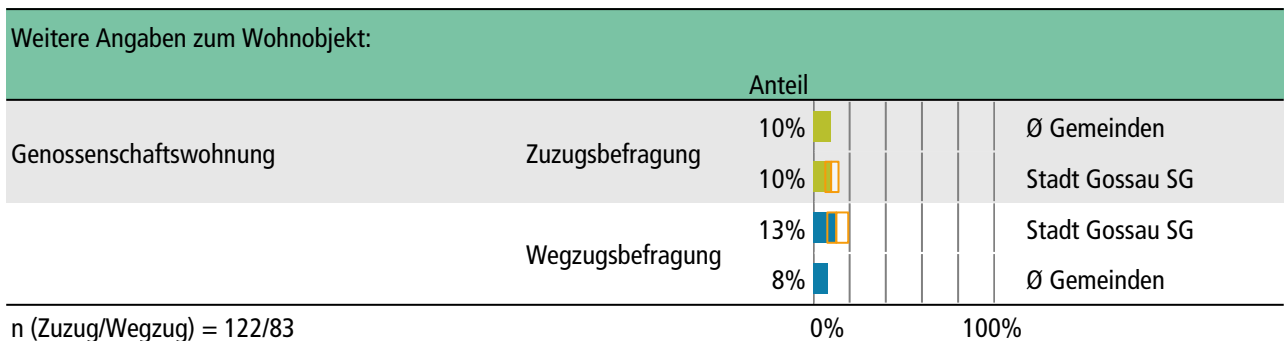 Weitere Angaben zum Wohnobjekt:
Anteil
10% Ø Gemeinden
Genossenschaftswohnung Zuzugsbefragung
10% Stadt Gossau SG
13% Stadt Gossau SG
Wegzugsbefragung
8% Ø Gemeinden
n (Zuzug/Wegzug) = 122/83 0% 100%